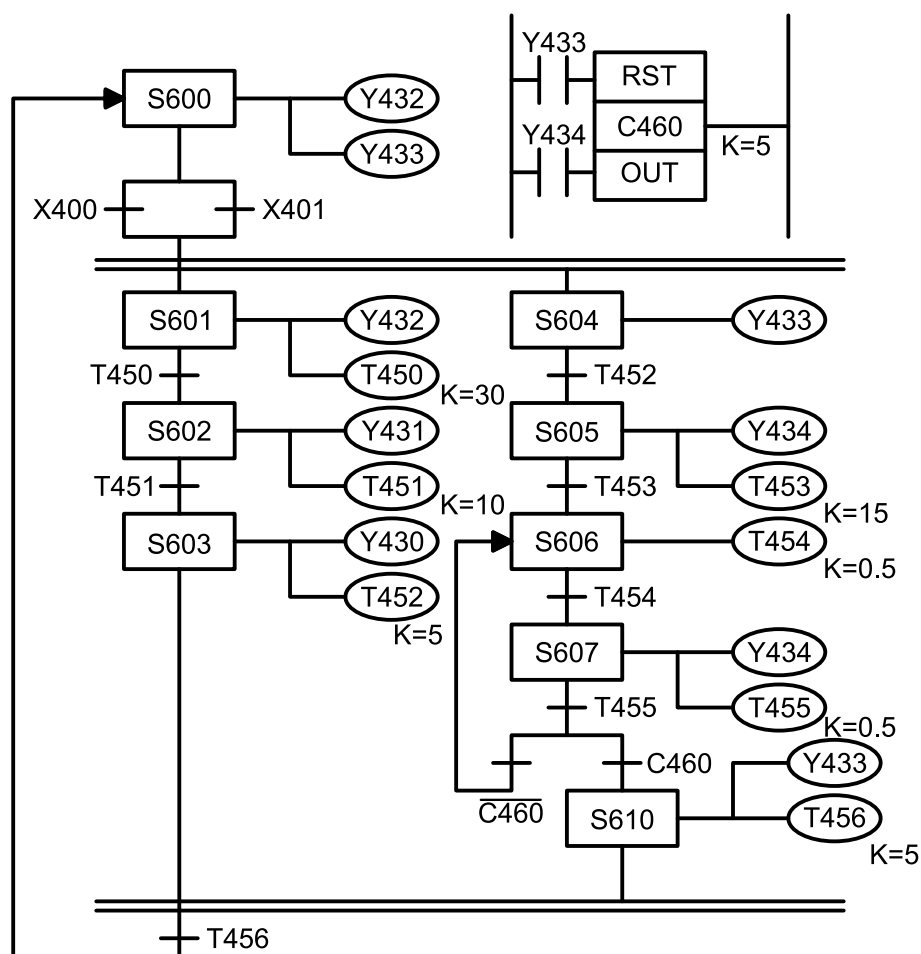 Y433
S600
Y432
RST
Y433
Y434
C460
K=5
OUT
X400
X401
S601
Y432
S604
Y433
T450
T450
K=30
T452
S602
Y431
S605
Y434
T451
T451
K=10
T453
T453
K=15
S603
Y430
S606
T454
K=0.5
T452
K=5
T454
S607
Y434
T455
T455
K=0.5
C460
C460
Y433
S610
T456
K=5
T456